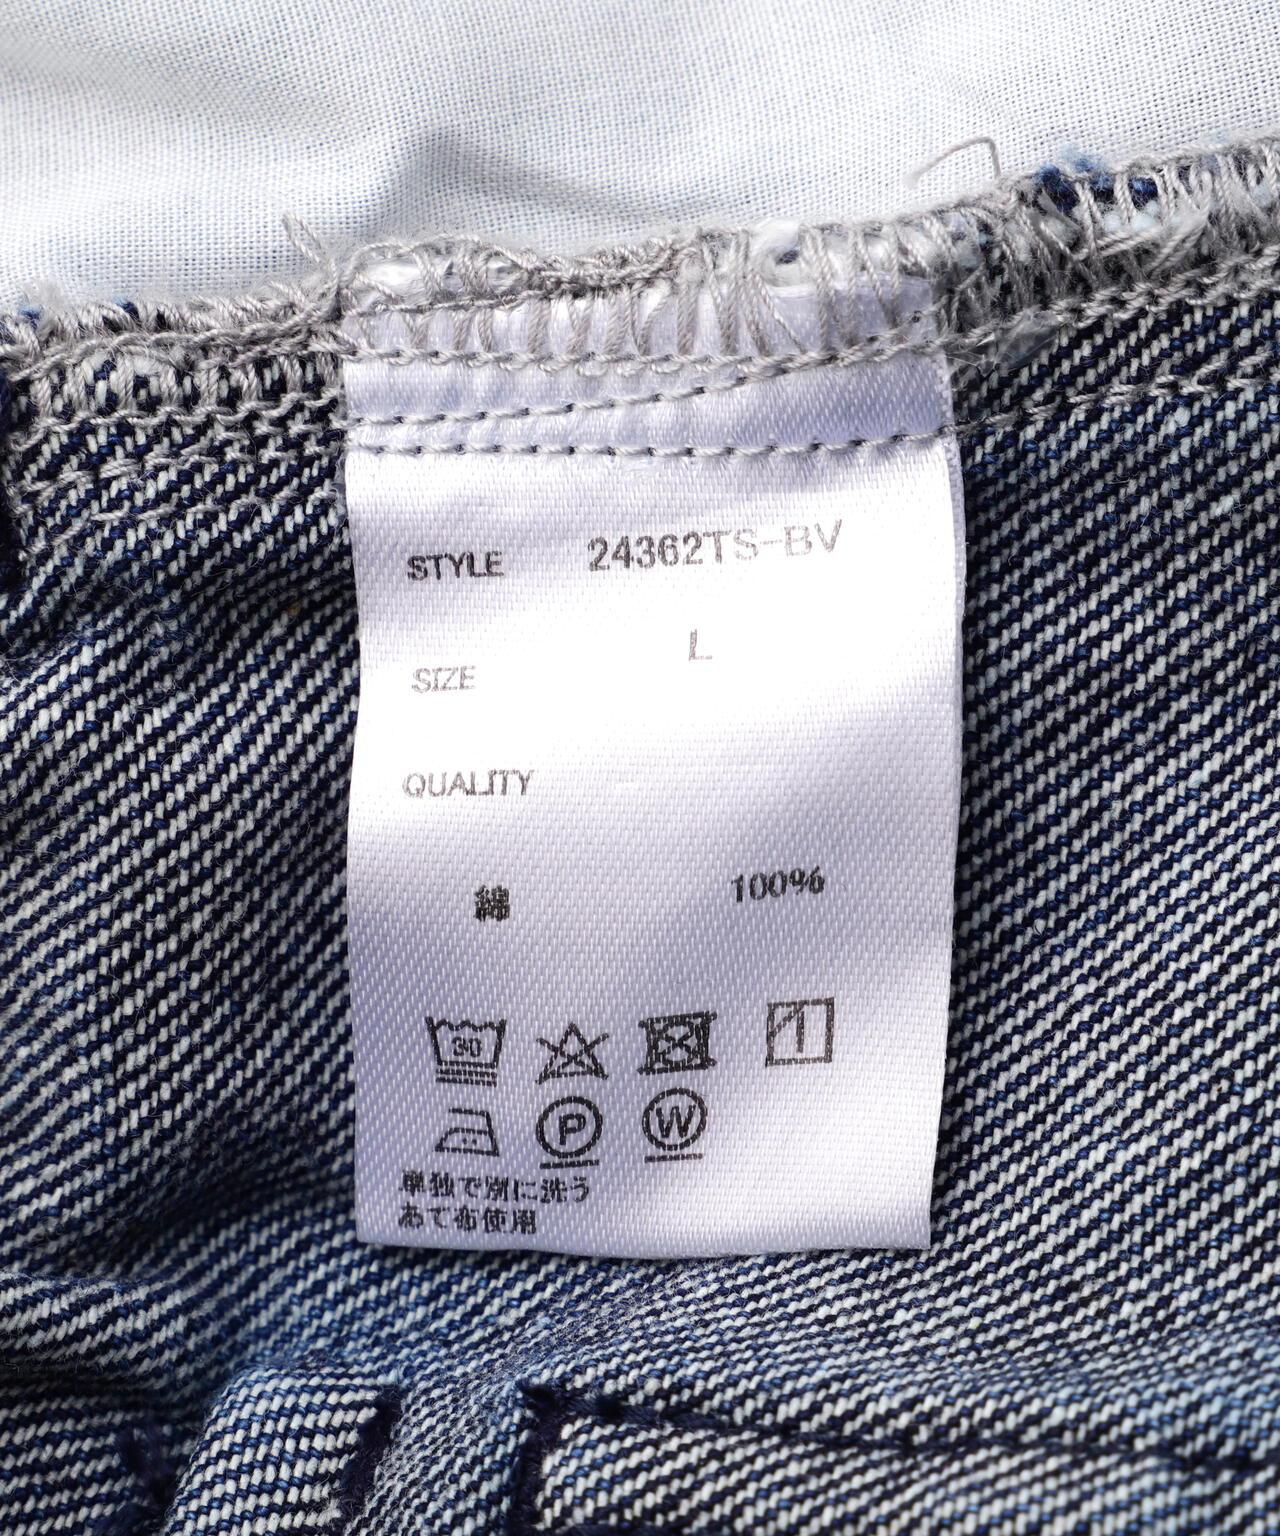 STYLE 24362TS-BV
SIZE L
QUALITY
綿 100%
30
P W
単独で別に洗う
あて布使用